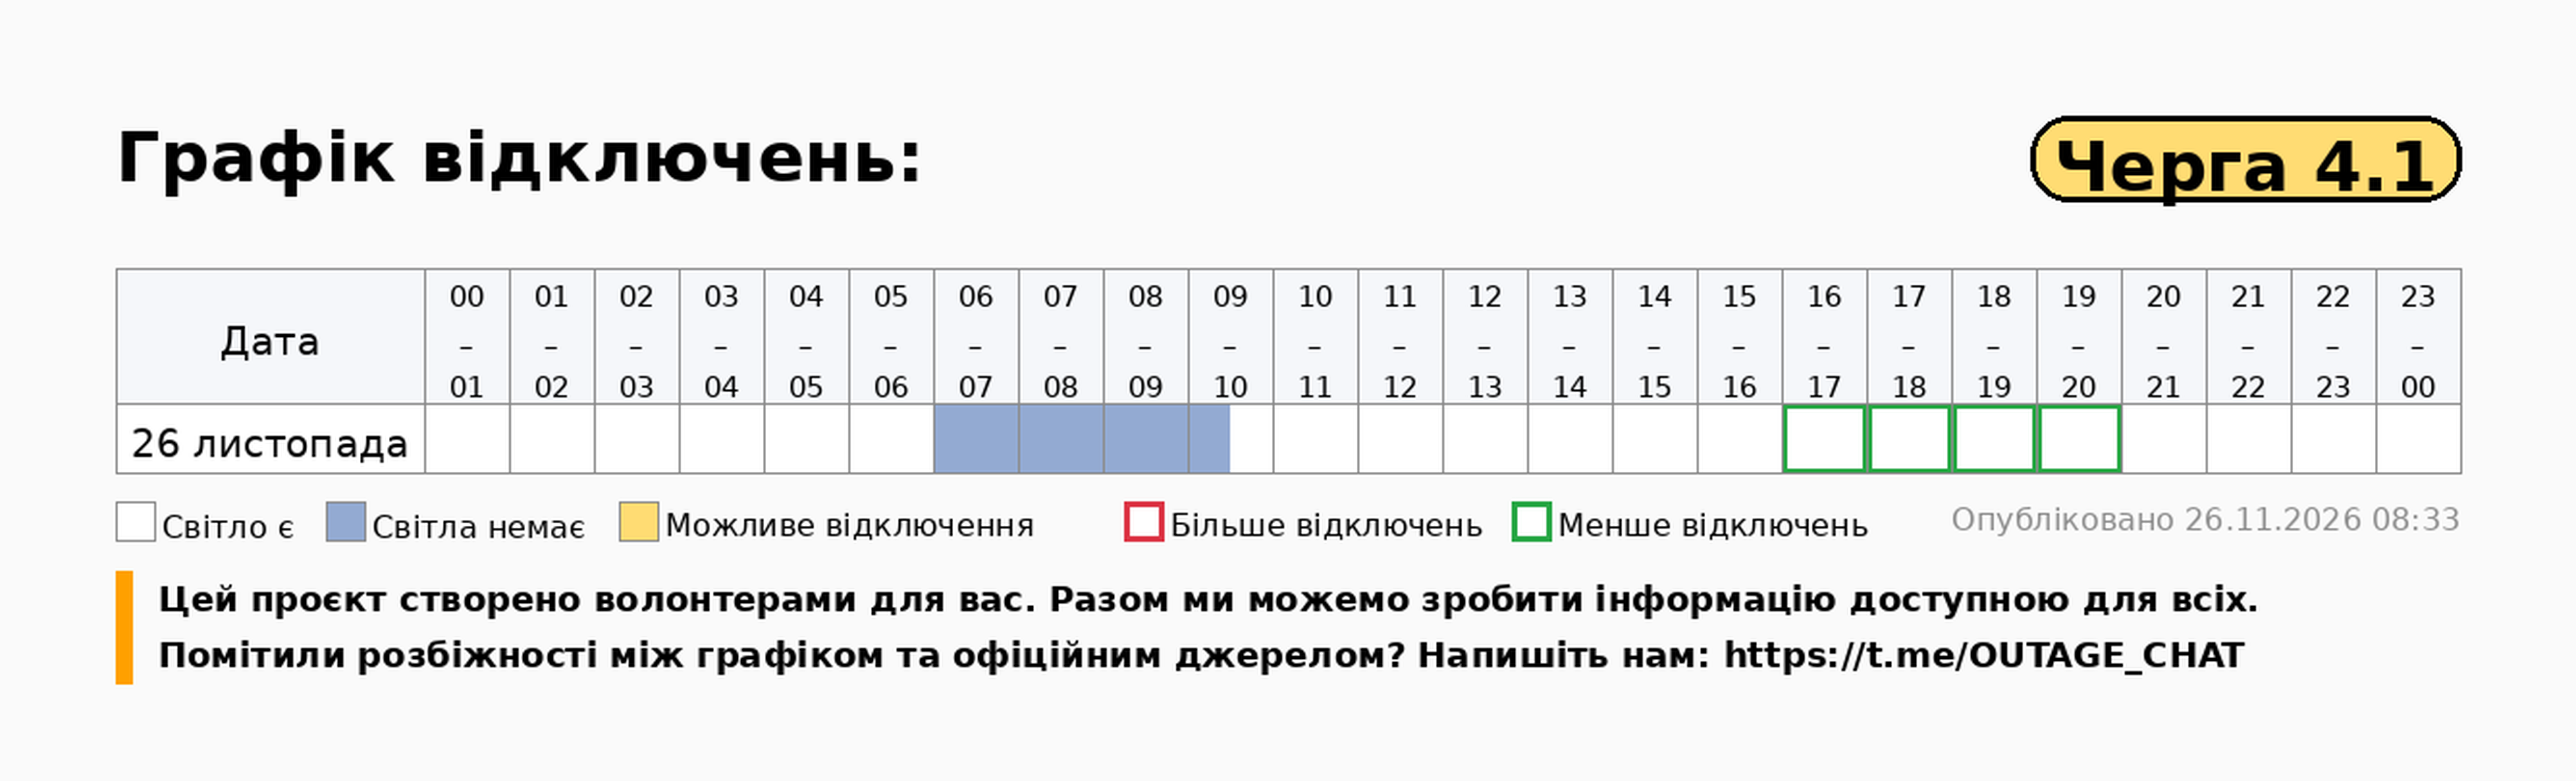 Графік відключень:
Черга 4.1
Дата
00 – 01
01 – 02
02 – 03
03 – 04
04 – 05
05 – 06
06 – 07
07 – 08
08 – 09
09 – 10
10 – 11
11 – 12
12 – 13
13 – 14
14 – 15
15 – 16
16 – 17
17 – 18
18 – 19
19 – 20
20 – 21
21 – 22
22 – 23
23 – 00
26 листопада
Світло є
Світла немає
Можливе відключення
Більше відключень
Менше відключень
Опубліковано 26.11.2026 08:33
Цей проєкт створено волонтерами для вас. Разом ми можемо зробити інформацію доступною для всіх.
Помітили розбіжності між графіком та офіційним джерелом? Напишіть нам: https://t.me/OUTAGE_CHAT